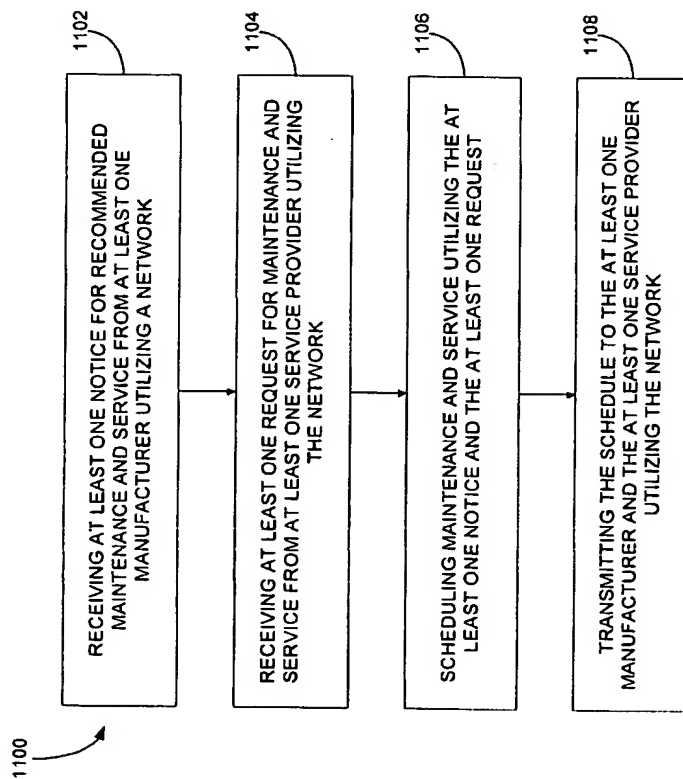 1100
1102
RECEIVING AT LEAST ONE NOTICE FOR RECOMMENDED
MAINTENANCE AND SERVICE FROM AT LEAST ONE
MANUFACTURER UTILIZING A NETWORK
1104
RECEIVING AT LEAST ONE REQUEST FOR MAINTENANCE AND
SERVICE FROM AT LEAST ONE SERVICE PROVIDER UTILIZING
THE NETWORK
1106
SCHEDULING MAINTENANCE AND SERVICE UTILIZING THE AT
LEAST ONE NOTICE AND THE AT LEAST ONE REQUEST
1108
TRANSMITTING THE SCHEDULE TO THE AT LEAST ONE
MANUFACTURER AND THE AT LEAST ONE SERVICE PROVIDER
UTILIZING THE NETWORK